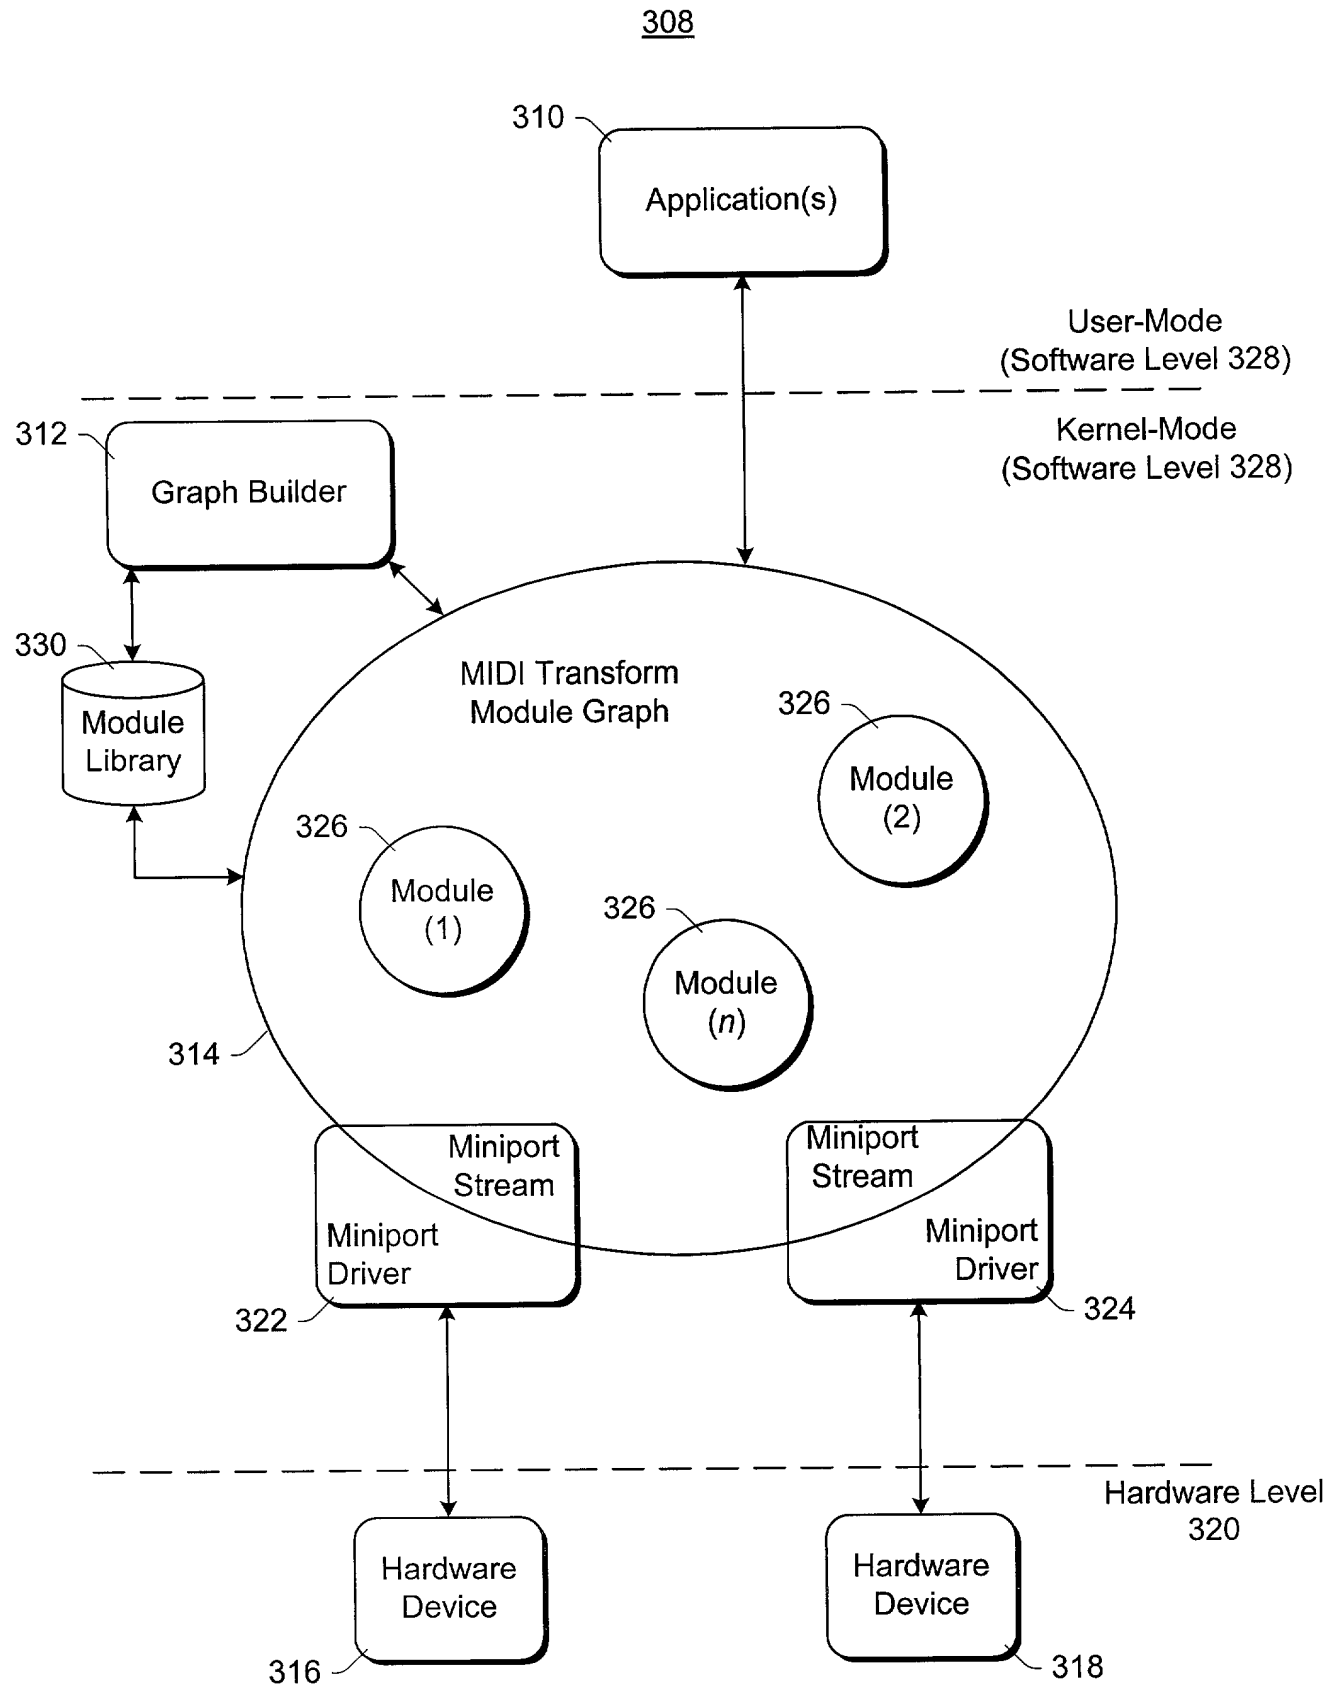 308
310
Application(s)
User-Mode
(Software Level 328)
312
Kernel-Mode
(Software Level 328)
Graph Builder
330
MIDI Transform
Module Graph
Module
Library
326
Module
(2)
326
Module
(1)
326
Module
(n)
314
Miniport
Stream
Miniport
Driver
322
Miniport
Stream
Miniport
Driver
324
Hardware Level
320
Hardware
Device
316
Hardware
Device
318